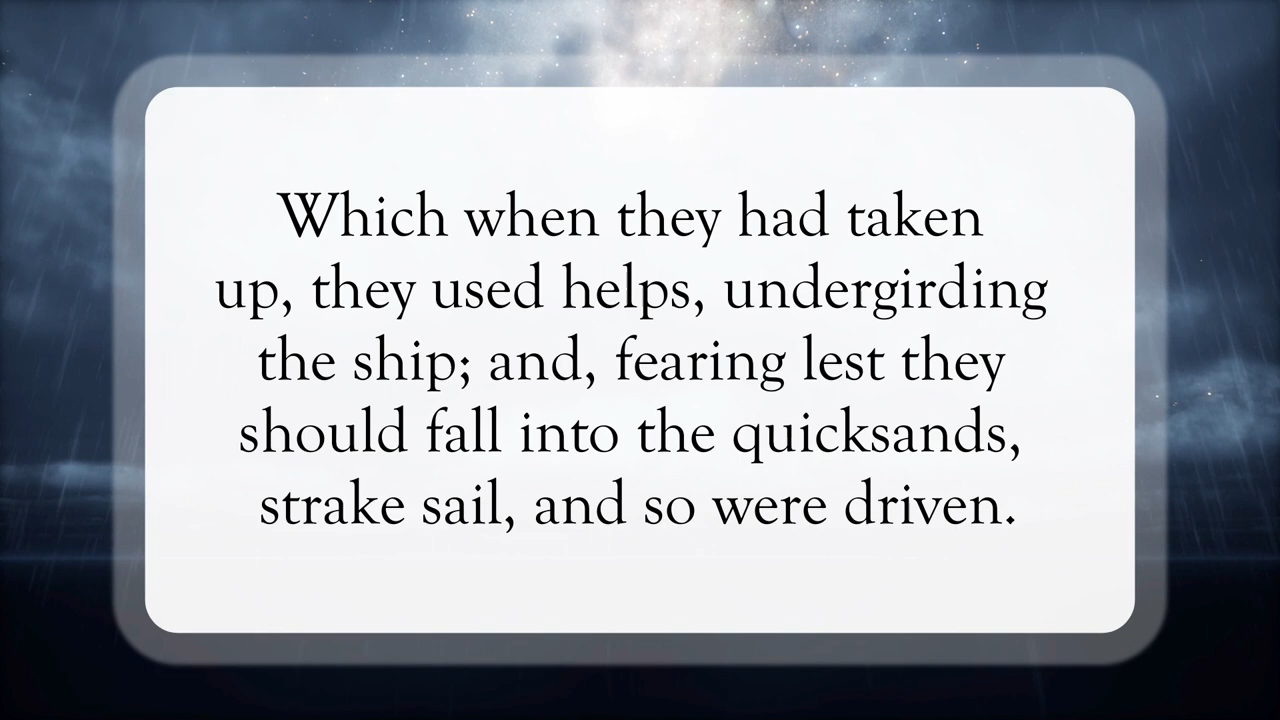 Which when they had taken
up, they used helps, undergirding
the ship; and, fearing lest they
should fall into the quicksands,
strake sail, and so were driven.